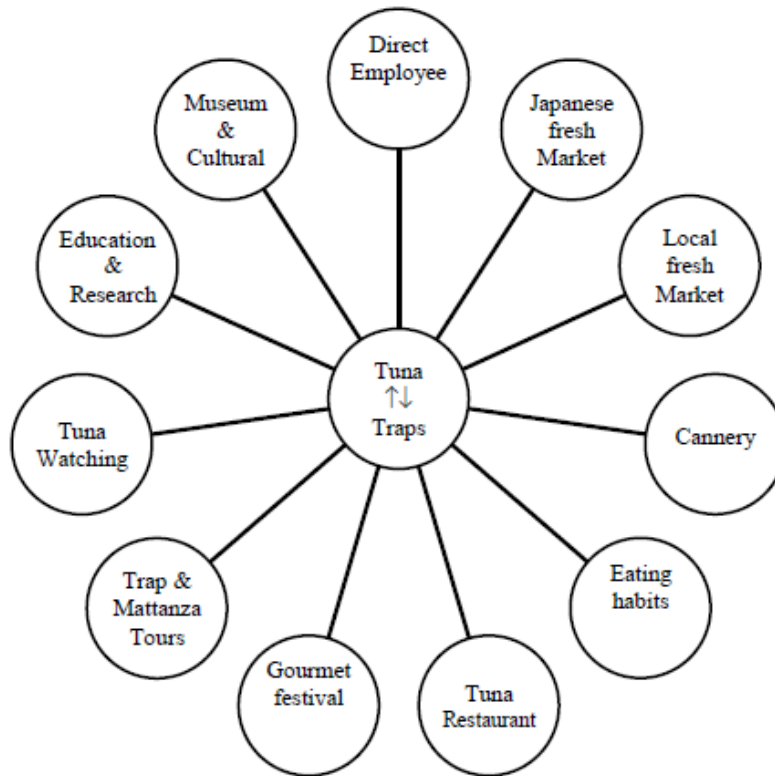 Direct
Employee
Japanese
fresh
Market
Local
fresh
Market
Cannery
Eating
habits
Tuna
Restaurant
Gourmet
festival
Trap &
Mattanza
Tours
Tuna
Watching
Education
&
Research
Museum
&
Cultural
Tuna
↑↓
Traps